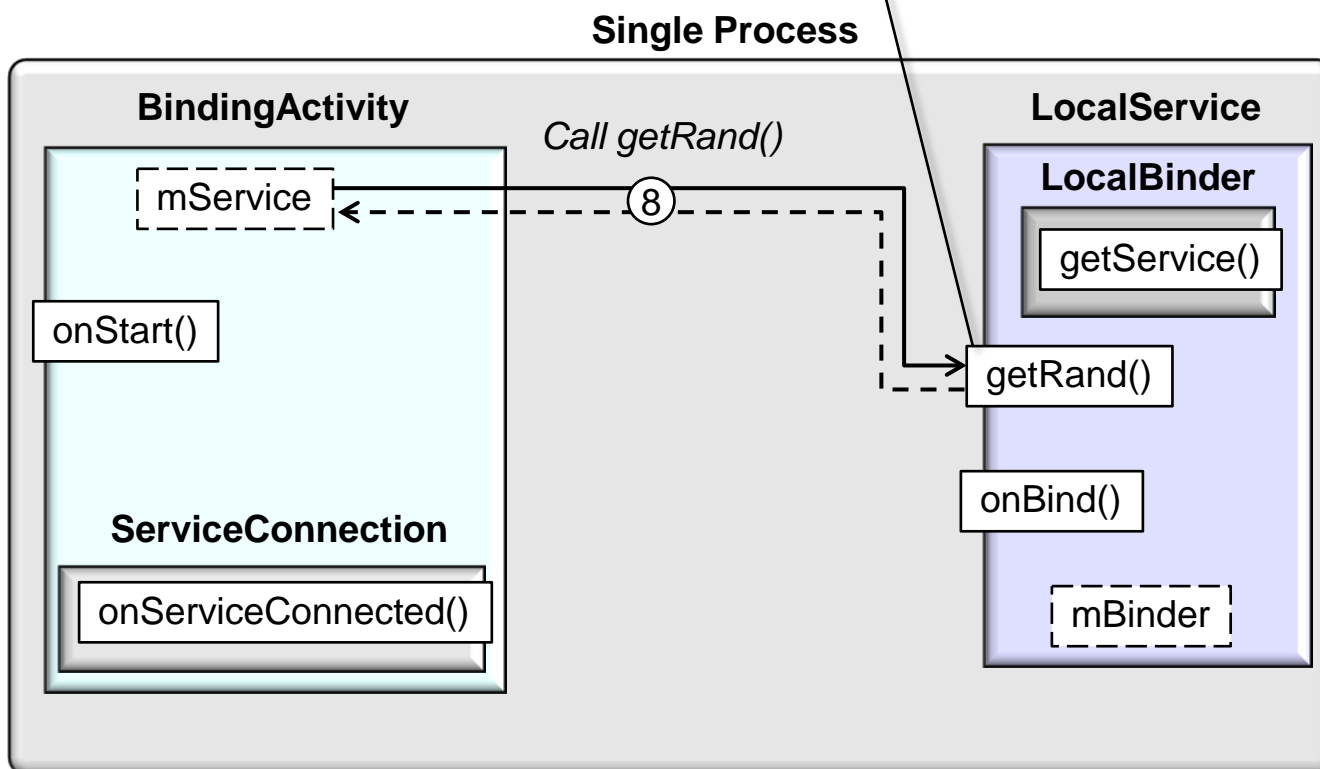 Single Process
BindingActivity
LocalService
Call getRand()
mService
8
LocalBinder
getService()
onStart()
getRand()
onBind()
ServiceConnection
onServiceConnected()
mBinder